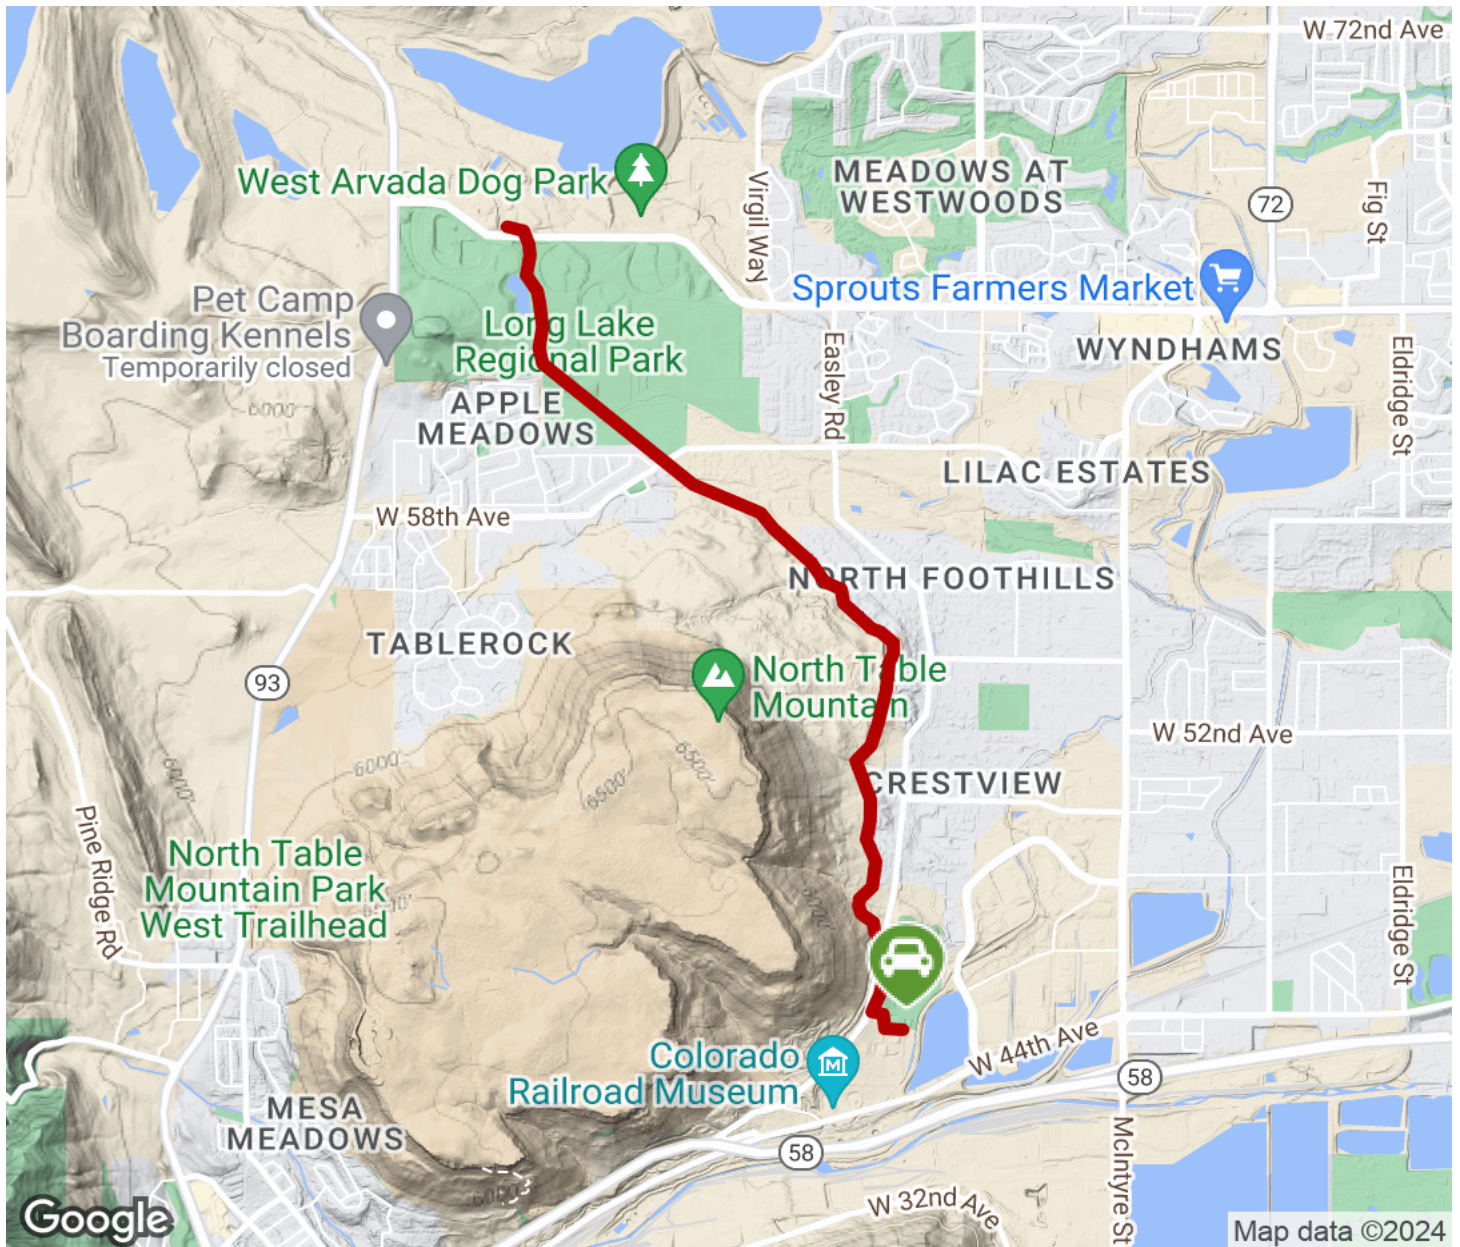 W 72nd Ave
West Arvada Dog Park
MEADOWS AT
WESTWOODS
Virgil Way
72
Fig St
Pet Camp
Boarding Kennels
Temporarily closed
Sprouts Farmers Market
Long Lake
Regional Park
Easley Rd
WYNDHAMS
Eldridge St
6000'
APPLE
MEADOWS
LILAC ESTATES
W 58th Ave
NORTH FOOTHILLS
TABLEROCK
93
North Table
Mountain
W 52nd Ave
6000'
6000'
6500'
6500'
CRESTVIEW
Pine Ridge Rd
North Table
Mountain Park
West Trailhead
Eldridge St
W 44th Ave
Colorado
Railroad Museum
M
58
MESA
MEADOWS
58
McIntyre St
6000'
W 32nd Ave
Google
Map data ©2024